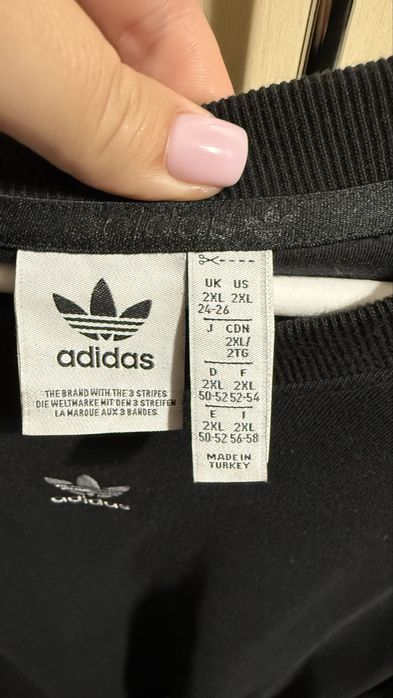 adidas
THE BRAND WITH THE 3 STRIPES
DIE WELTMARKE MIT DEN 3 STREIFEN
LA MARQUE AUX 3 BANDES
UK US
2XL 2XL
24-26
J CDN
2XL/
2TG
D F
2XL 2XL
50-52 52-54
E I
2XL 2XL
50-52 56-58
MADE IN
TURKEY
adidas